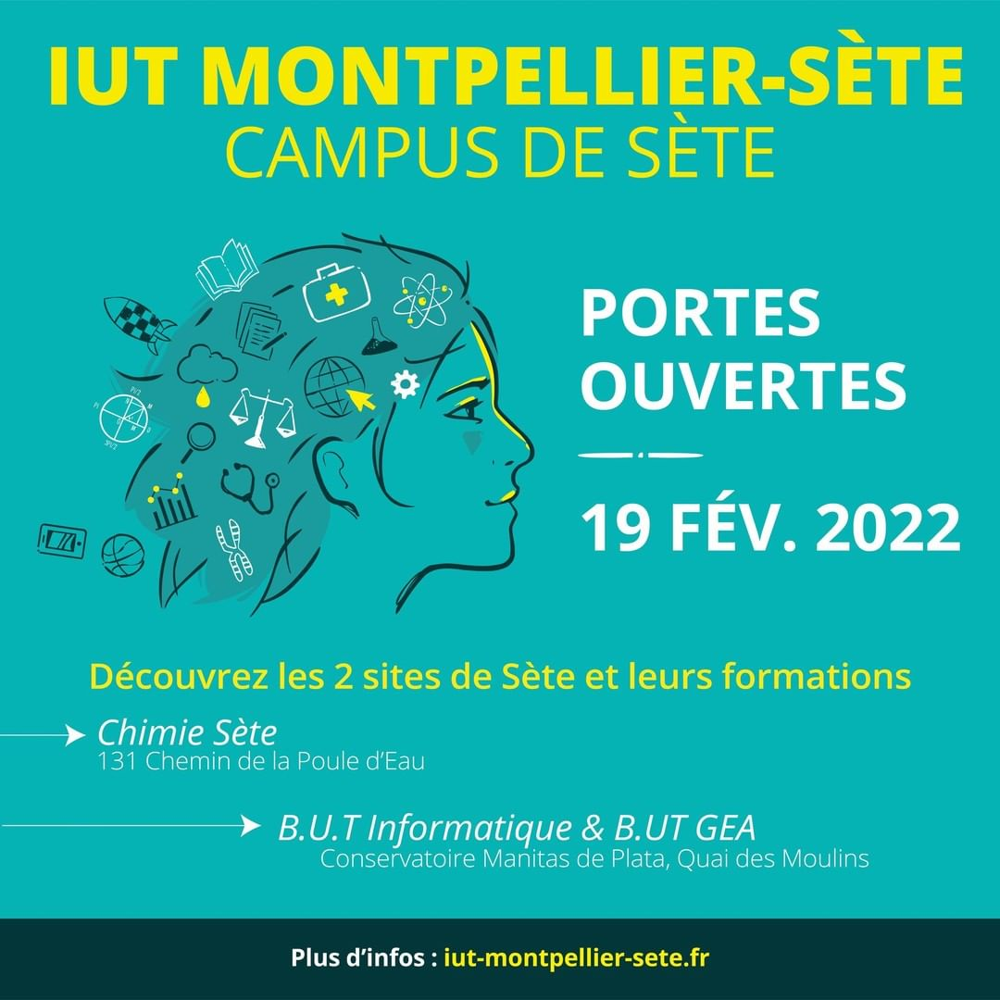 IUT MONTPELLIER-SÈTE
CAMPUS DE SÈTE
PORTES
OUVERTES
19 FÉV. 2022
Découvrez les 2 sites de Sète et leurs formations
Chimie Sète
131 Chemin de la Poule d’Eau
B.U.T Informatique & B.UT GEA
Conservatoire Manitas de Plata, Quai des Moulins
Plus d’infos : iut-montpellier-sete.fr